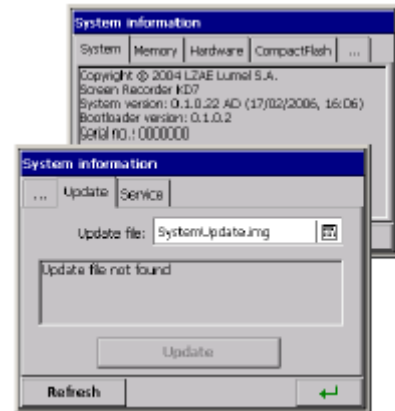 System information
System Memory Hardware CompactFlash ...
Copyright © 2004 LZAE Lumel S.A.
Screen Recorder KD7
System version: 0.1.0.22 AD (17/02/2006, 16:06)
Bootloader version: 0.1.0.2
Serial no.: 0000000
System information
... Update Service
Update file: SystemUpdate.img
Update file not found
Update
Refresh